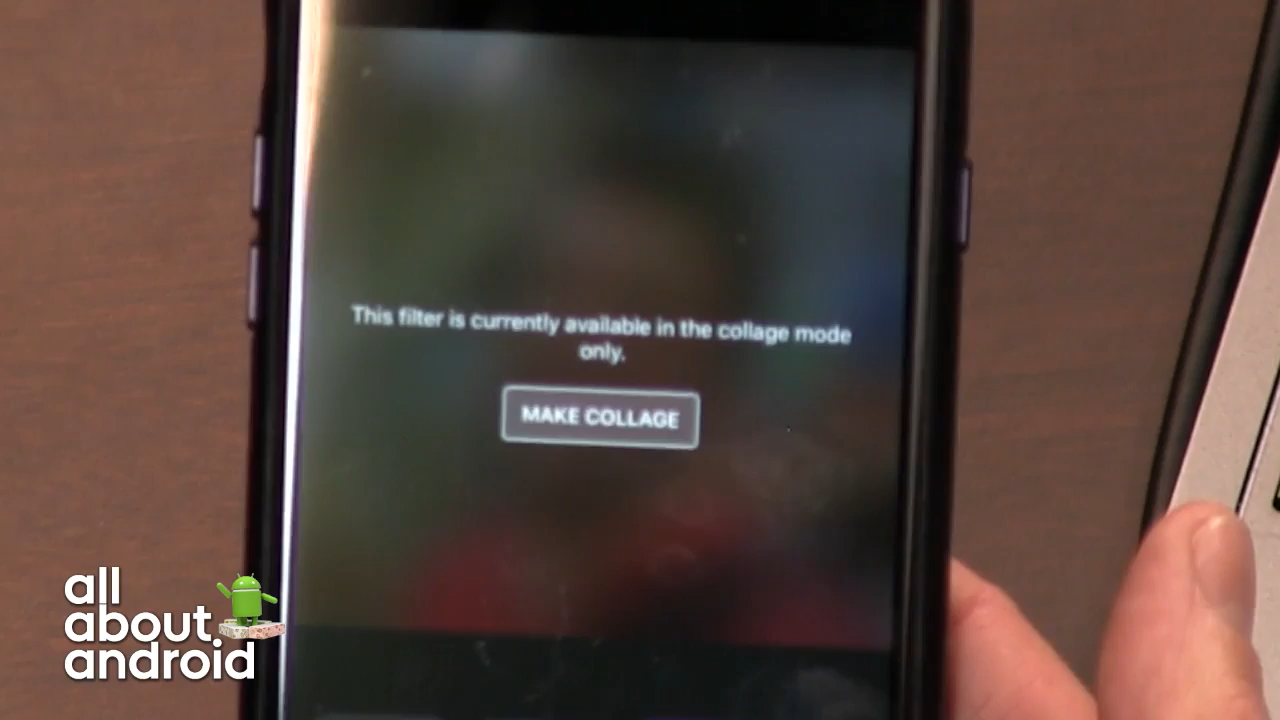 This filter is currently available in the collage mode
only.
MAKE COLLAGE
all
about
android